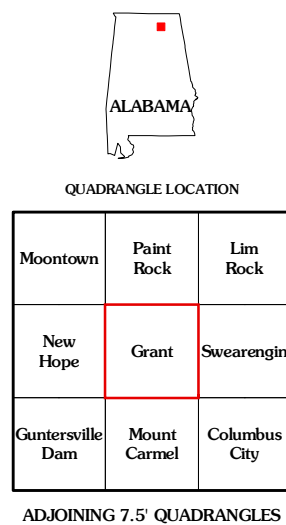 ALABAMA
QUADRANGLE LOCATION
Moontown
Paint
Rock
Lim
Rock
New
Hope
Grant
Swearengin
Guntersville
Dam
Mount
Carmel
Columbus
City
ADJOINING 7.5' QUADRANGLES